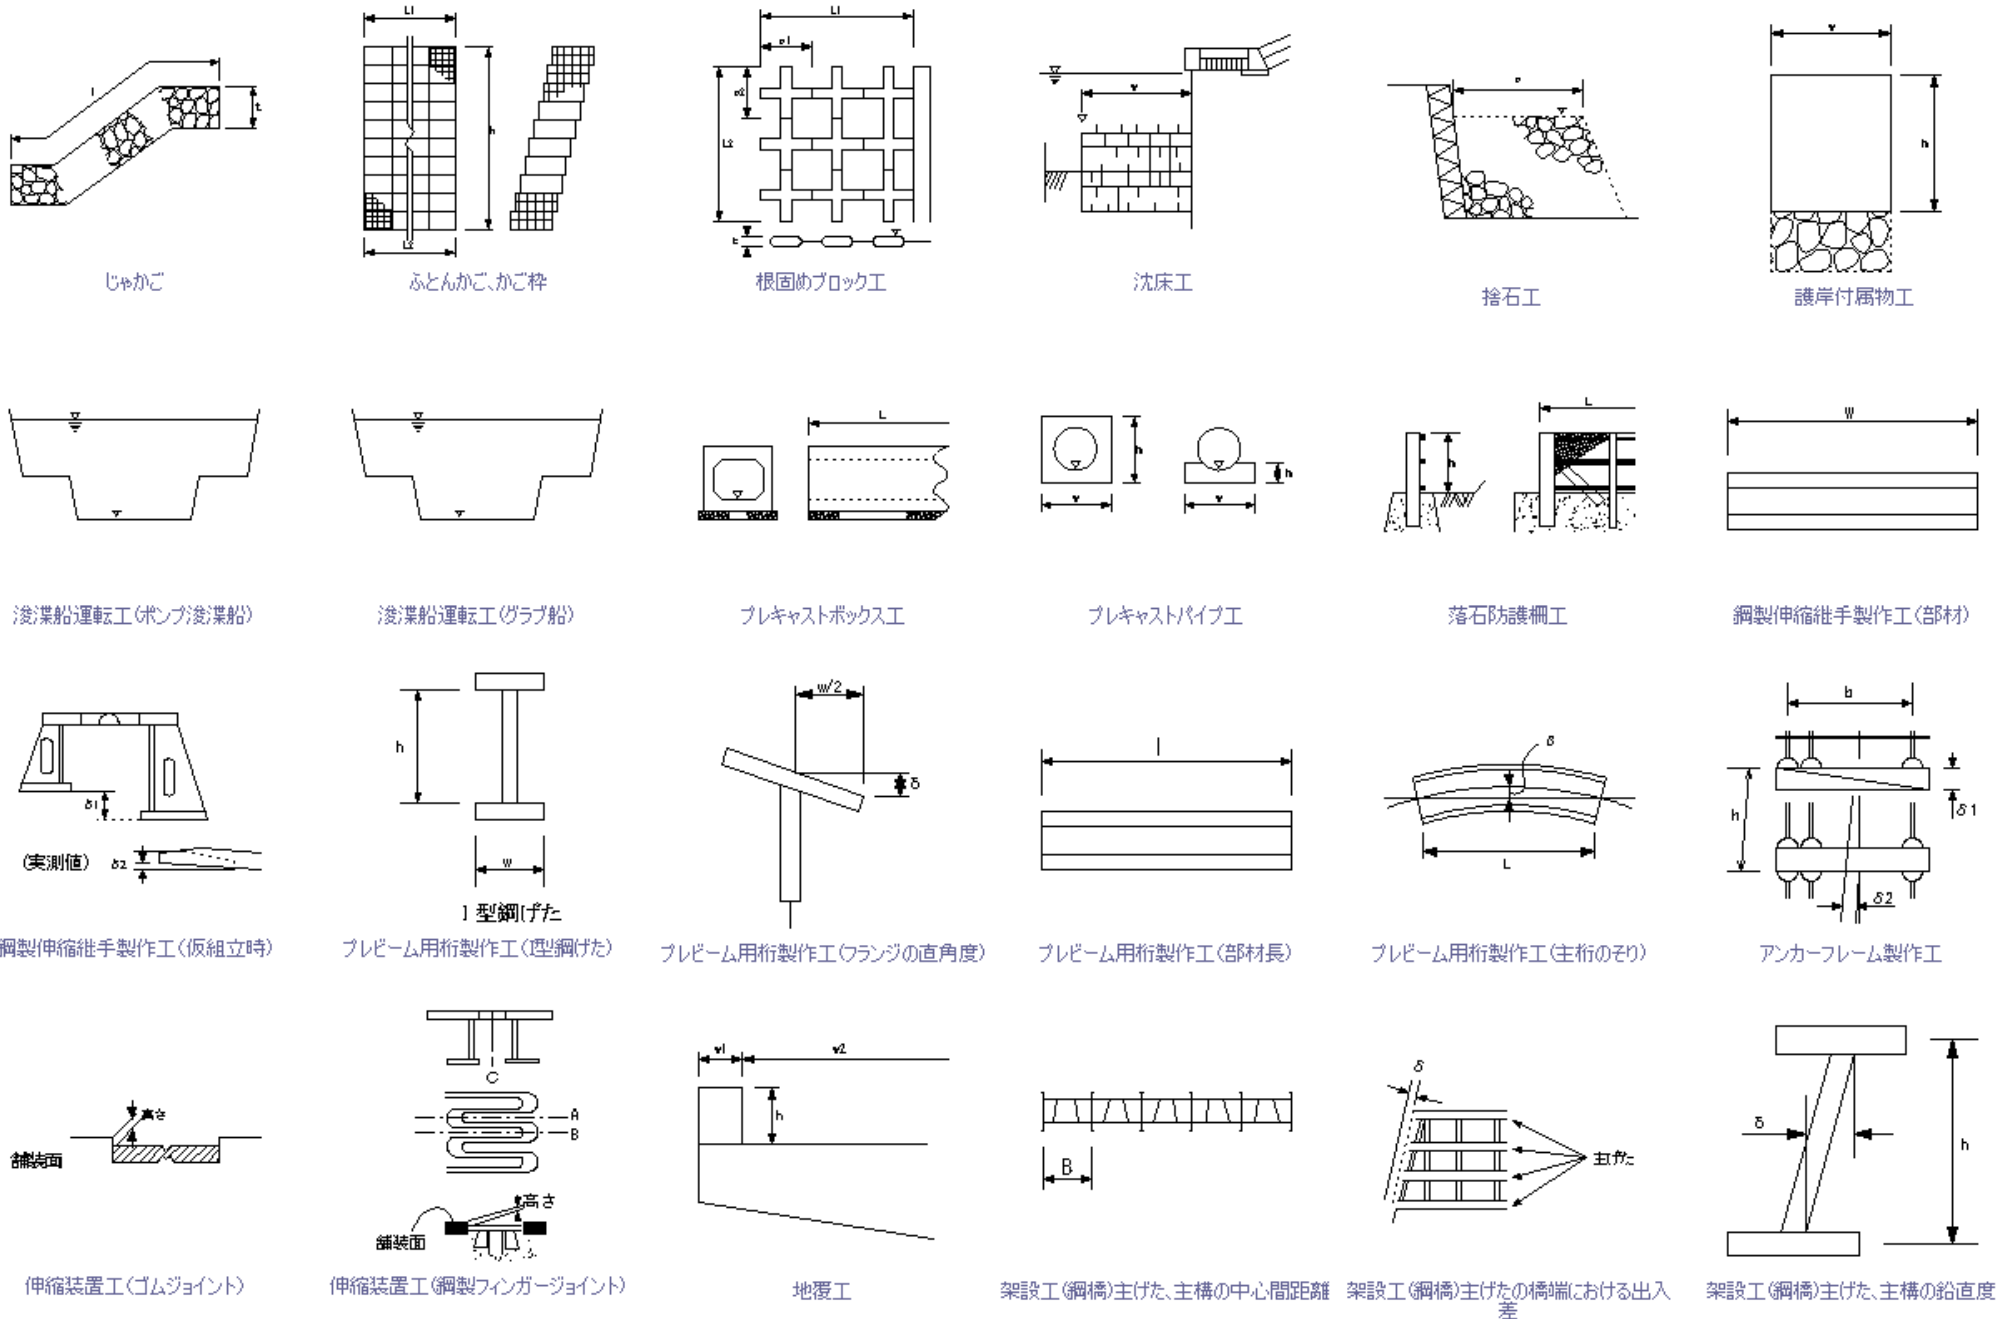 L1
L1
e1
l
t
h
L2
e2
L2
t
w
w
h
じゃかご
ふとんかご、かご枠
根固めブロック工
沈床工
捨石工
護岸付属物工
L
h
w
h
w
h
L
W
浚渫船運転工(ポンプ浚渫船)
浚渫船運転工(グラブ船)
プレキャストボックス工
プレキャストパイプ工
落石防護柵工
鋼製伸縮継手製作工(部材)
δ1
(実測値)
δ2
h
w
I 型鋼げた
w/2
δ
l
δ
L
b
h
δ1
δ2
鋼製伸縮継手製作工(仮組立時)
プレビーム用桁製作工(I型鋼げた)
プレビーム用桁製作工(フランジの直角度)
プレビーム用桁製作工(部材長)
プレビーム用桁製作工(主桁のそり)
アンカーフレーム製作工
高さ
舗装面
C
A
B
高さ
舗装面
w1
w2
h
B
δ
主げた
δ
h
伸縮装置工(ゴムジョイント)
伸縮装置工(鋼製フィンガージョイント)
地覆工
架設工(鋼橋)主げた、主構の中心間距離
架設工(鋼橋)主げたの橋端における出入
差
架設工(鋼橋)主げた、主構の鉛直度